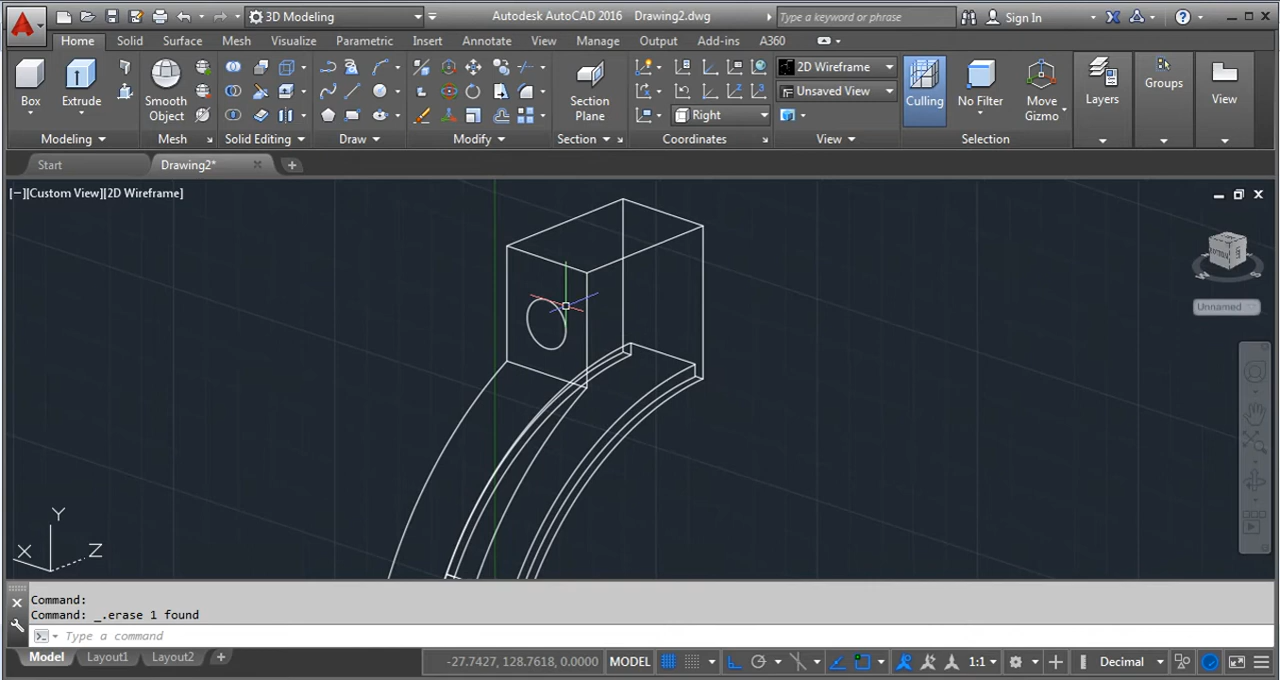 3D Modeling Autodesk AutoCAD 2016 Drawing2.dwg Type a keyword or phrase Sign In
Home Solid Surface Mesh Visualize Parametric Insert Annotate View Manage Output Add-ins A360
2D Wireframe
Unsaved View
Box Extrude Smooth Object Section Plane Right Culling No Filter Move Gizmo Layers Groups View
Modeling Mesh Solid Editing Draw Modify Section Coordinates View Selection
Start Drawing2*
[−][Custom View][2D Wireframe]
Unnamed
Y
X Z
Command:
Command: _.erase 1 found
Type a command
Model Layout1 Layout2 -27.7427, 128.7618, 0.0000 MODEL 1:1 Decimal